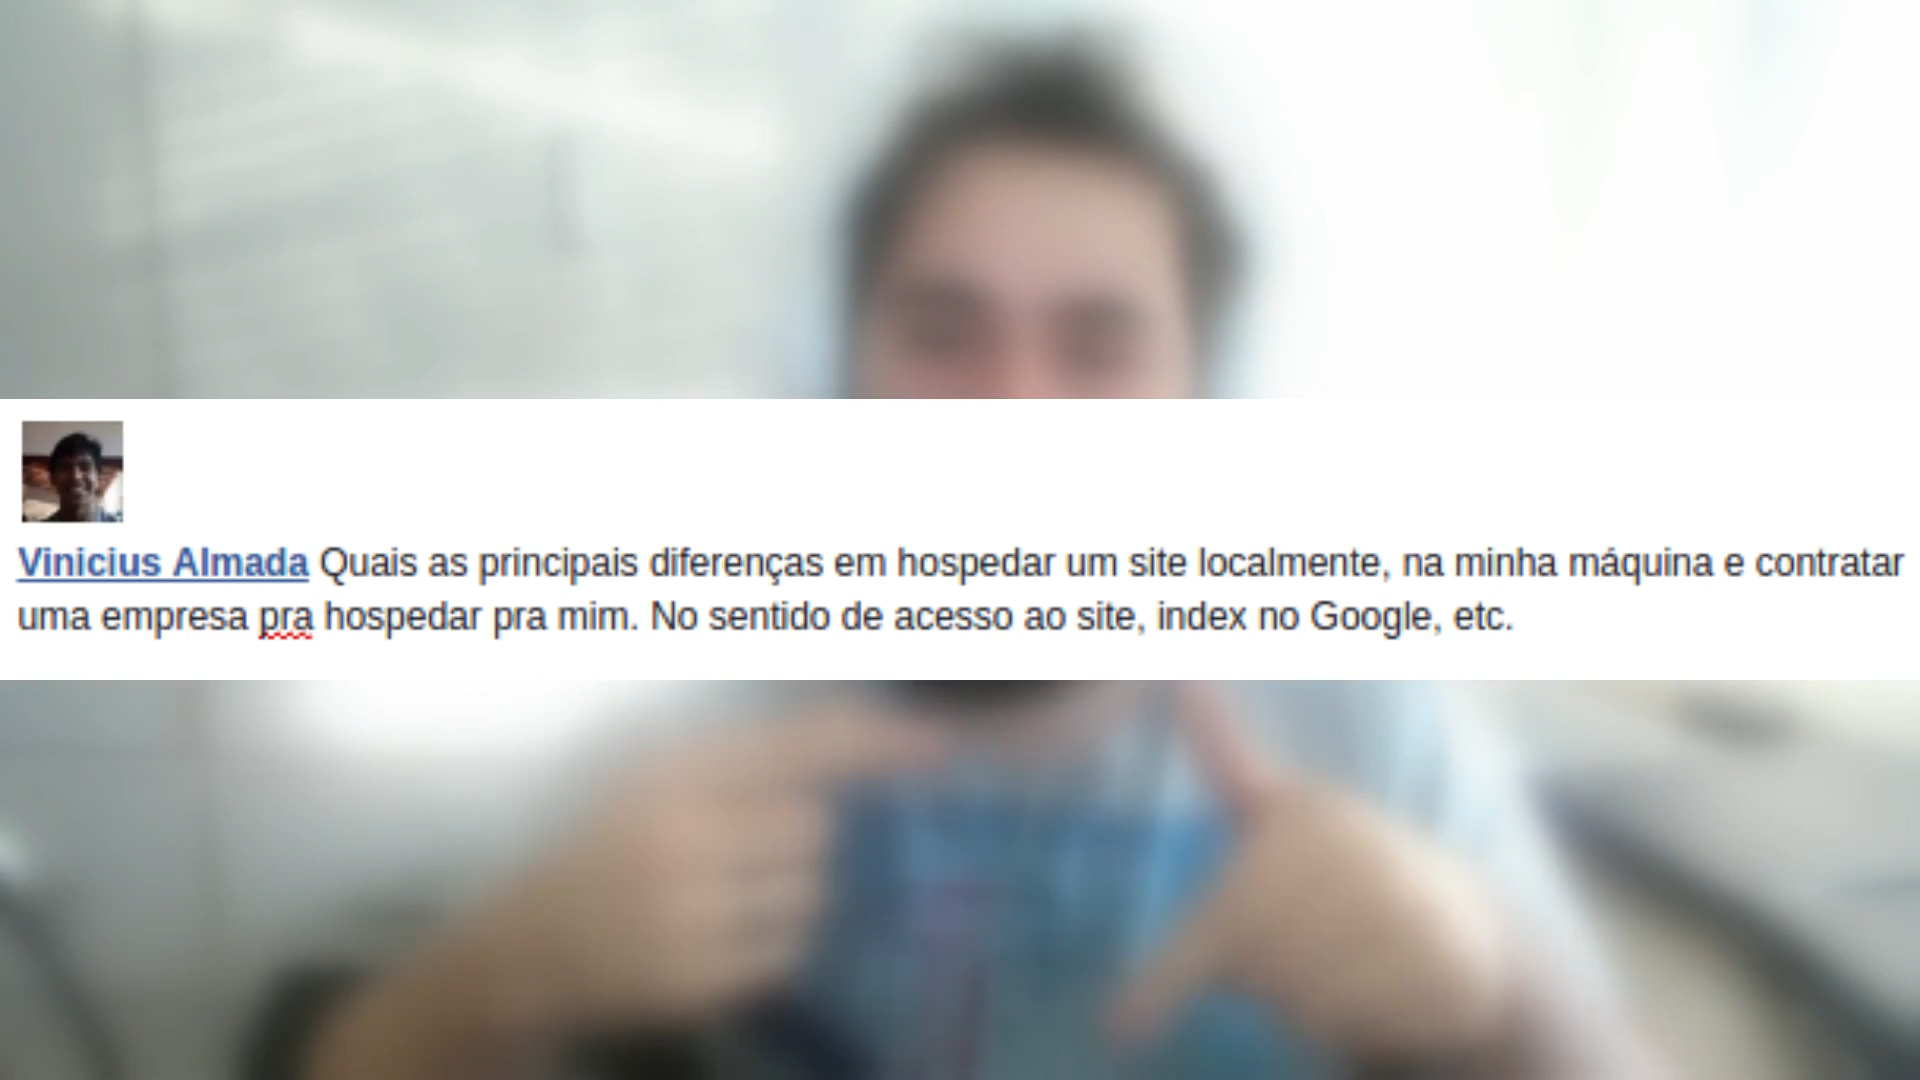 Vinicius Almada Quais as principais diferenças em hospedar um site localmente, na minha máquina e contratar
uma empresa pra hospedar pra mim. No sentido de acesso ao site, index no Google, etc.